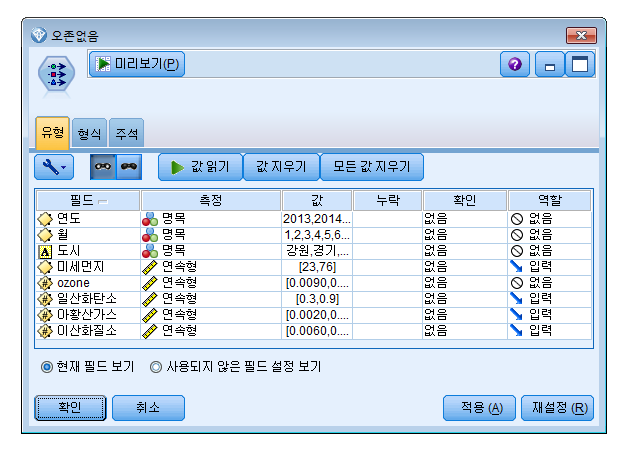 오존없음
미리보기(P)
유형 형식 주석
값 읽기 값 지우기 모든 값 지우기
필드 측정 값 누락 확인 역할
연도 명목 2013,2014... 없음 없음
월 명목 1,2,3,4,5,6... 없음 없음
A 도시 명목 강원,경기,... 없음 없음
미세먼지 연속형 [23,76] 없음 입력
ozone 연속형 [0.0090,0.... 없음 없음
일산화탄소 연속형 [0.3,0.9] 없음 입력
아황산가스 연속형 [0.0020,0.... 없음 입력
이산화질소 연속형 [0.0060,0.... 없음 입력
현재 필드 보기 사용되지 않은 필드 설정 보기
확인 취소 적용 (A) 재설정 (R)